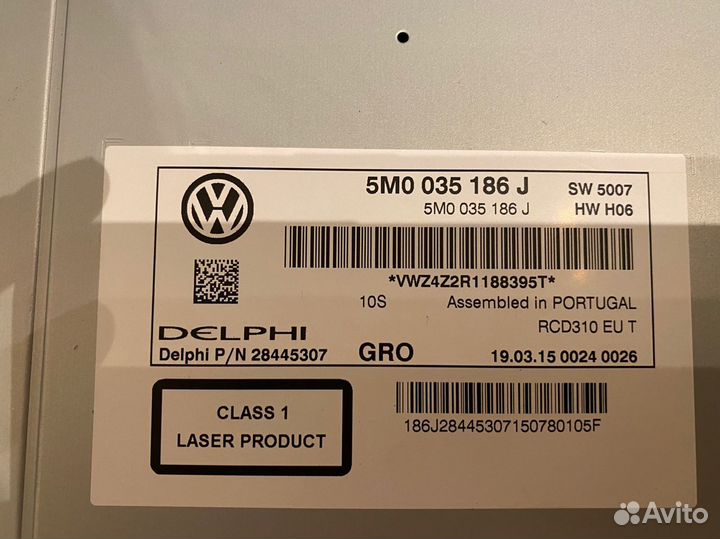 5M0 035 186 J SW 5007
5M0 035 186 J HW H06
*VWZ4Z2R1188395T*
10S Assembled in PORTUGAL
RCD310 EU T
DELPHI
Delphi P/N 28445307 GRO 19.03.15 0024 0026
CLASS 1
LASER PRODUCT
186J28445307150780105F
Avito